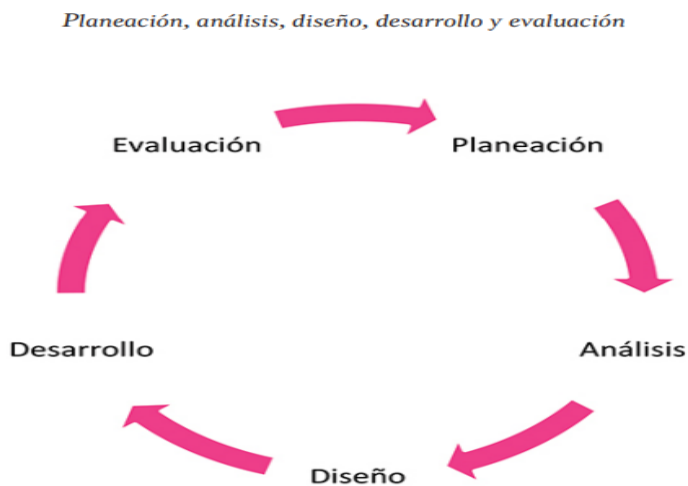 Planeación, análisis, diseño, desarrollo y evaluación
Evaluación
Planeación
Desarrollo
Análisis
Diseño